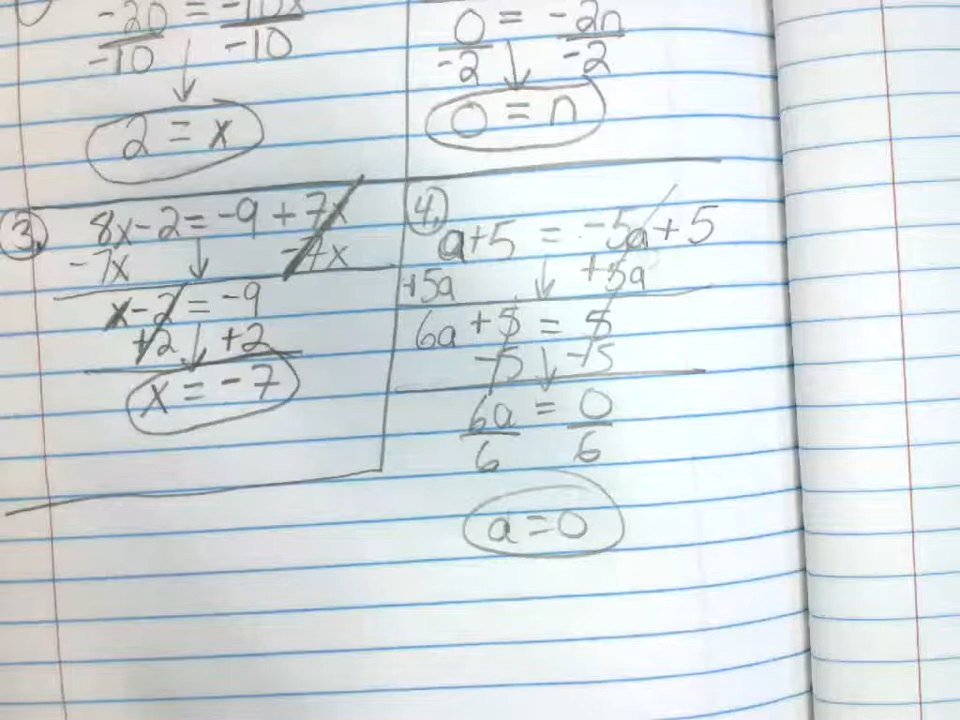 -20 = -10x
-10 -10
2 = x
0 = -2n
-2 -2
0 = n
3.
8x-2 = -9 + 7x
-7x -7x
x-2 = -9
+2 +2
x = -7
4.
a+5 = -5a+5
+5a +5a
6a + 5 = 5
-5 -5
6a = 0
6 6
a = 0